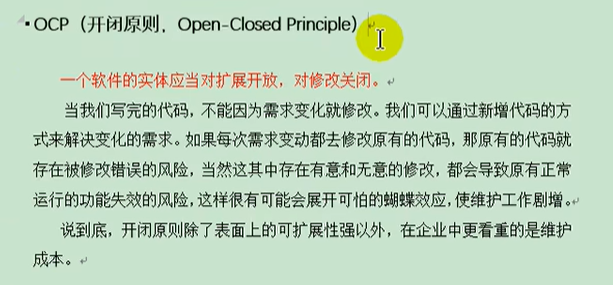 ▪OCP（开闭原则，Open-Closed Principle）
一个软件的实体应当对扩展开放，对修改关闭。
当我们写完的代码，不能因为需求变化就修改。我们可以通过新增代码的方
式来解决变化的需求。如果每次需求变动都去修改原有的代码，那原有的代码就
存在被修改错误的风险，当然这其中存在有意和无意的修改，都会导致原有正常
运行的功能失效的风险，这样很有可能会展开可怕的蝴蝶效应，使维护工作剧增。
说到底，开闭原则除了表面上的可扩展性强以外，在企业中更看重的是维护
成本。